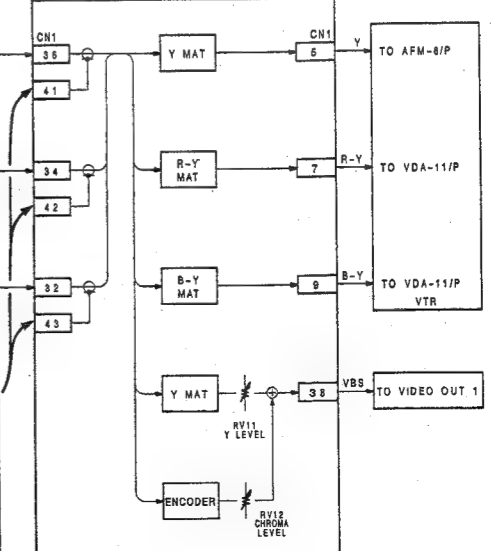 CN1
36
Y MAT
CN1
5
Y
TO AFM-6/P
41
34
R-Y
MAT
7
R-Y
TO VDA-11/P
42
32
B-Y
MAT
9
B-Y
TO VDA-11/P
VTR
43
Y MAT
RV11
Y LEVEL
38
VBS
TO VIDEO OUT 1
ENCODER
RV12
CHROMA
LEVEL